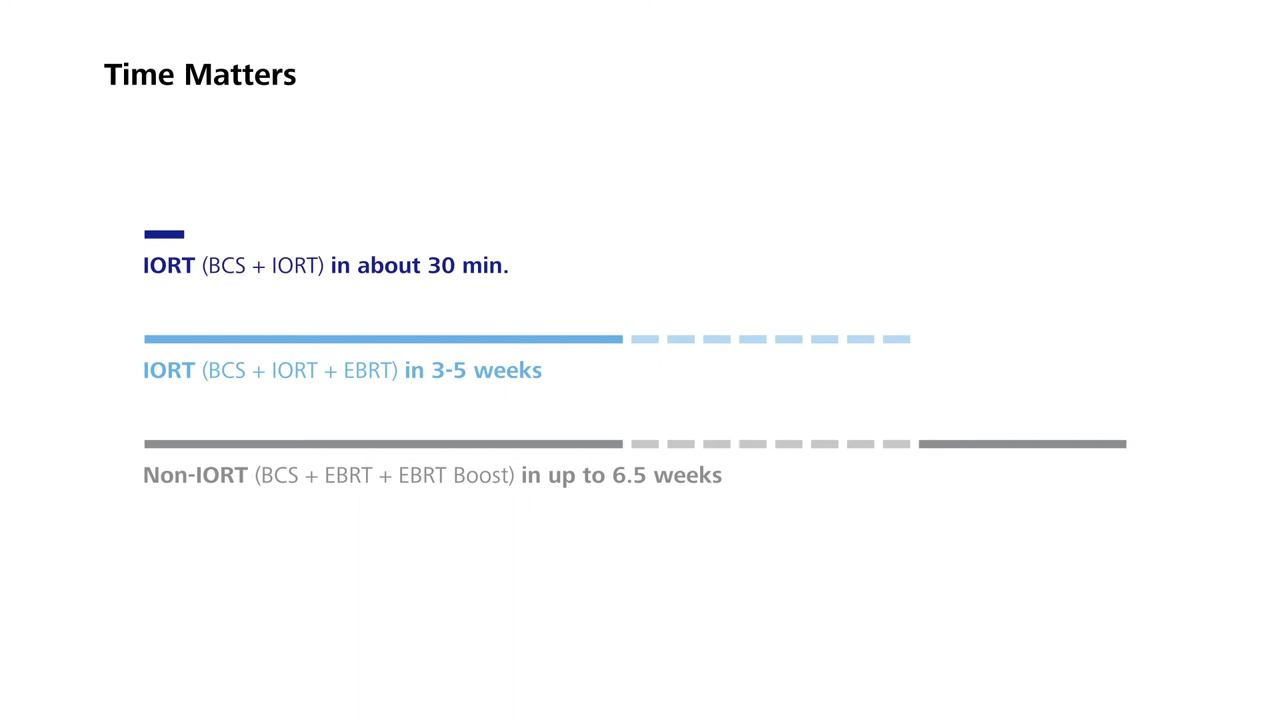 Time Matters
IORT (BCS + IORT) in about 30 min.
IORT (BCS + IORT + EBRT) in 3-5 weeks
Non-IORT (BCS + EBRT + EBRT Boost) in up to 6.5 weeks